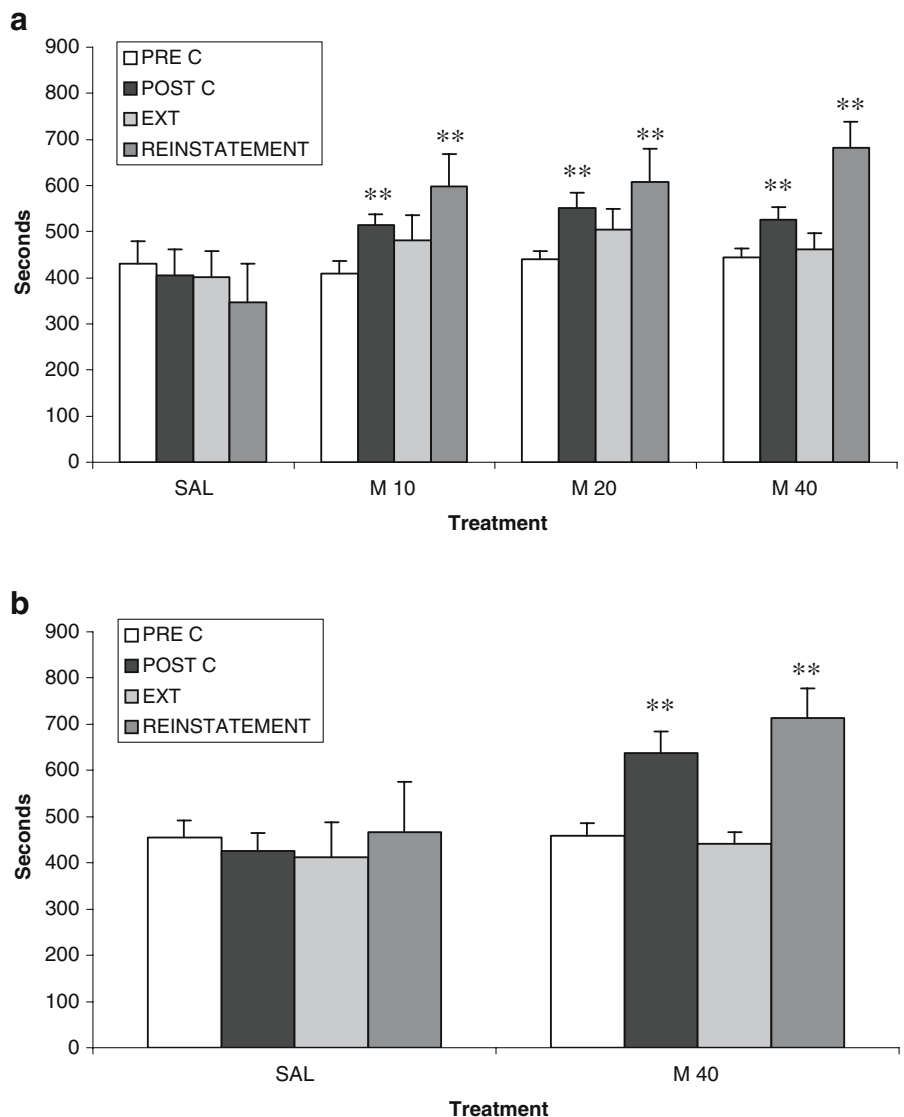 a
900
800
700
600
500
400
300
200
100
0
Seconds
PRE C
POST C
EXT
REINSTATEMENT
**
**
**
**
**
**
SAL
M 10
M 20
M 40
Treatment
b
900
800
700
600
500
400
300
200
100
0
Seconds
PRE C
POST C
EXT
REINSTATEMENT
**
**
SAL
M 40
Treatment